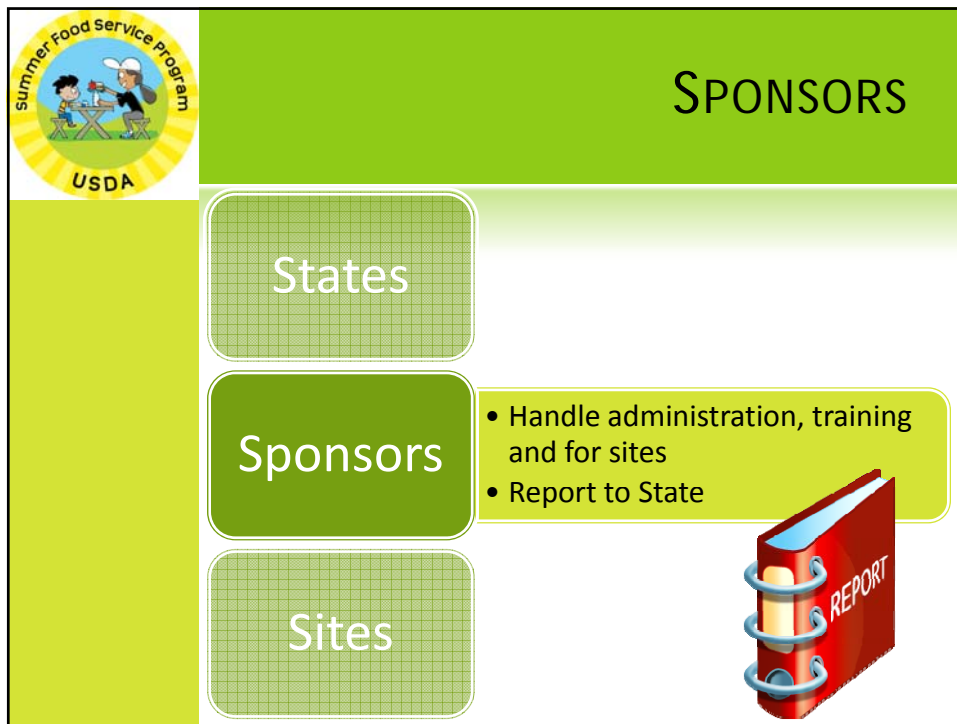 Summer Food Service Program
USDA
SPONSORS
States
Sponsors
• Handle administration, training
and for sites
• Report to State
Sites
REPORT